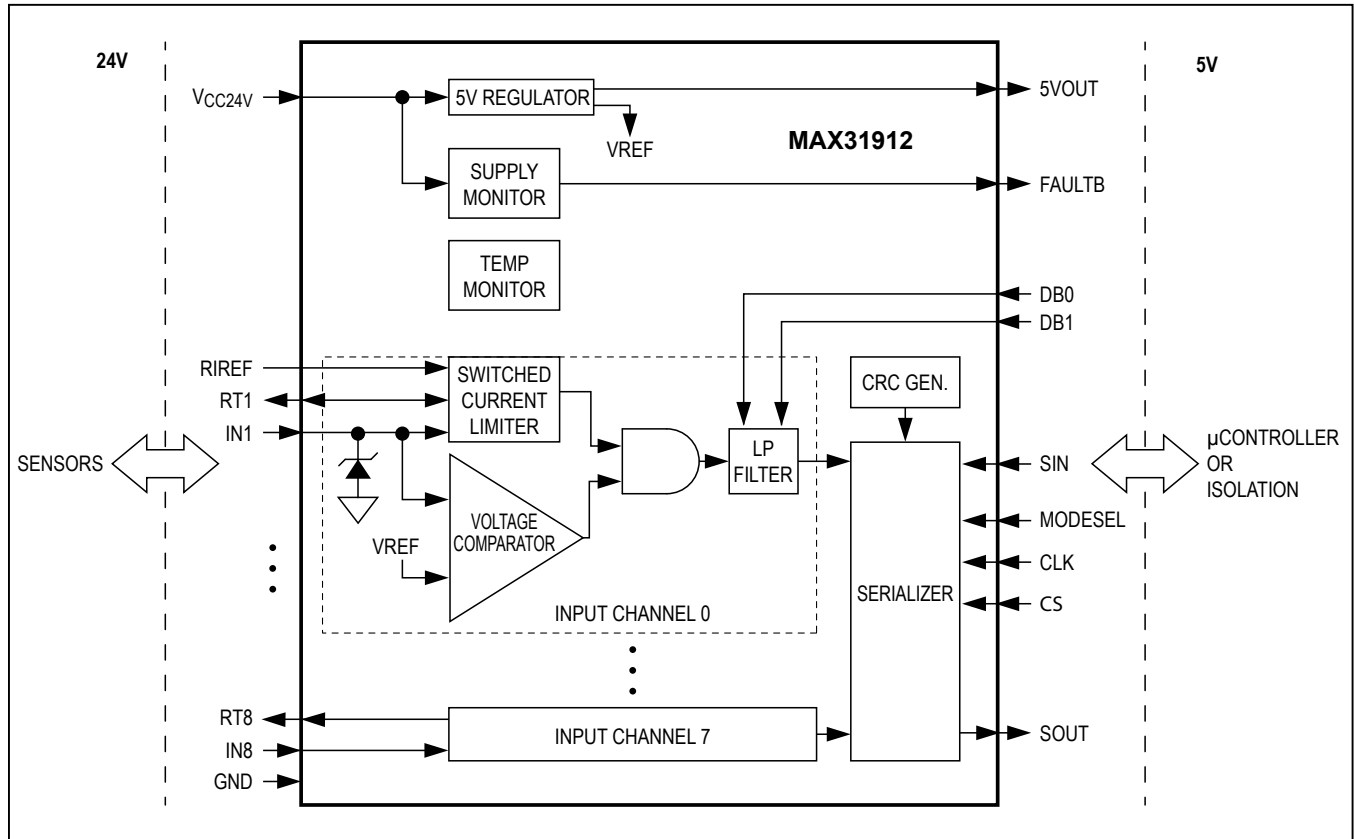 24V
5V
VCC24V
5V REGULATOR
5VOUT
VREF
MAX31912
SUPPLY
MONITOR
FAULTB
TEMP
MONITOR
DB0
DB1
RIREF
RT1
IN1
SWITCHED
CURRENT
LIMITER
CRC GEN.
LP
FILTER
SENSORS
VOLTAGE
COMPARATOR
VREF
INPUT CHANNEL 0
SERIALIZER
SIN
MODESEL
CLK
CS
µCONTROLLER
OR
ISOLATION
RT8
IN8
GND
INPUT CHANNEL 7
SOUT